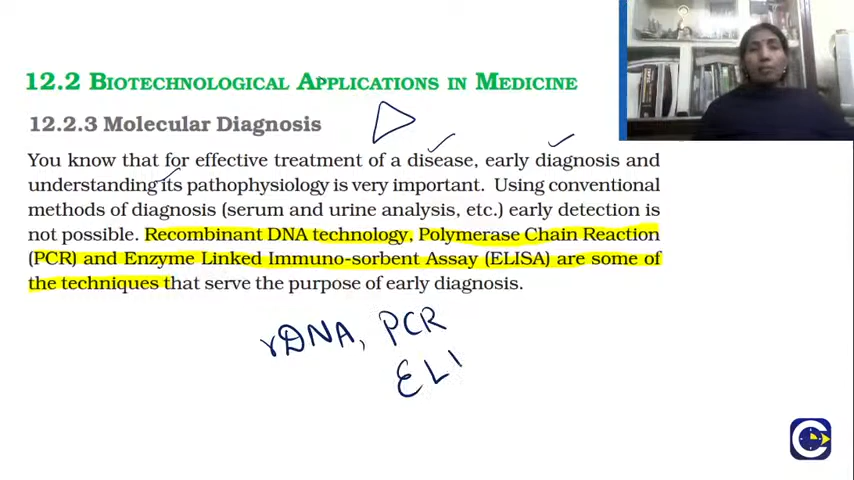 12.2 BIOTECHNOLOGICAL APPLICATIONS IN MEDICINE
12.2.3 Molecular Diagnosis
You know that for effective treatment of a disease, early diagnosis and
understanding its pathophysiology is very important. Using conventional
methods of diagnosis (serum and urine analysis, etc.) early detection is
not possible. Recombinant DNA technology, Polymerase Chain Reaction
(PCR) and Enzyme Linked Immuno-sorbent Assay (ELISA) are some of
the techniques that serve the purpose of early diagnosis.
rDNA, PCR
ELI